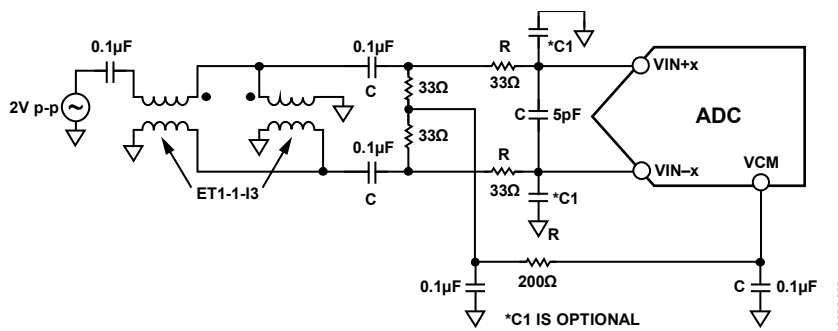 0.1µF
2V p-p
ET1-1-I3
0.1µF
C
33Ω
33Ω
0.1µF
C
R
33Ω
R
33Ω
*C1
C
5pF
*C1
R
VIN+x
ADC
VIN–x
VCM
200Ω
0.1µF
C
0.1µF
*C1 IS OPTIONAL